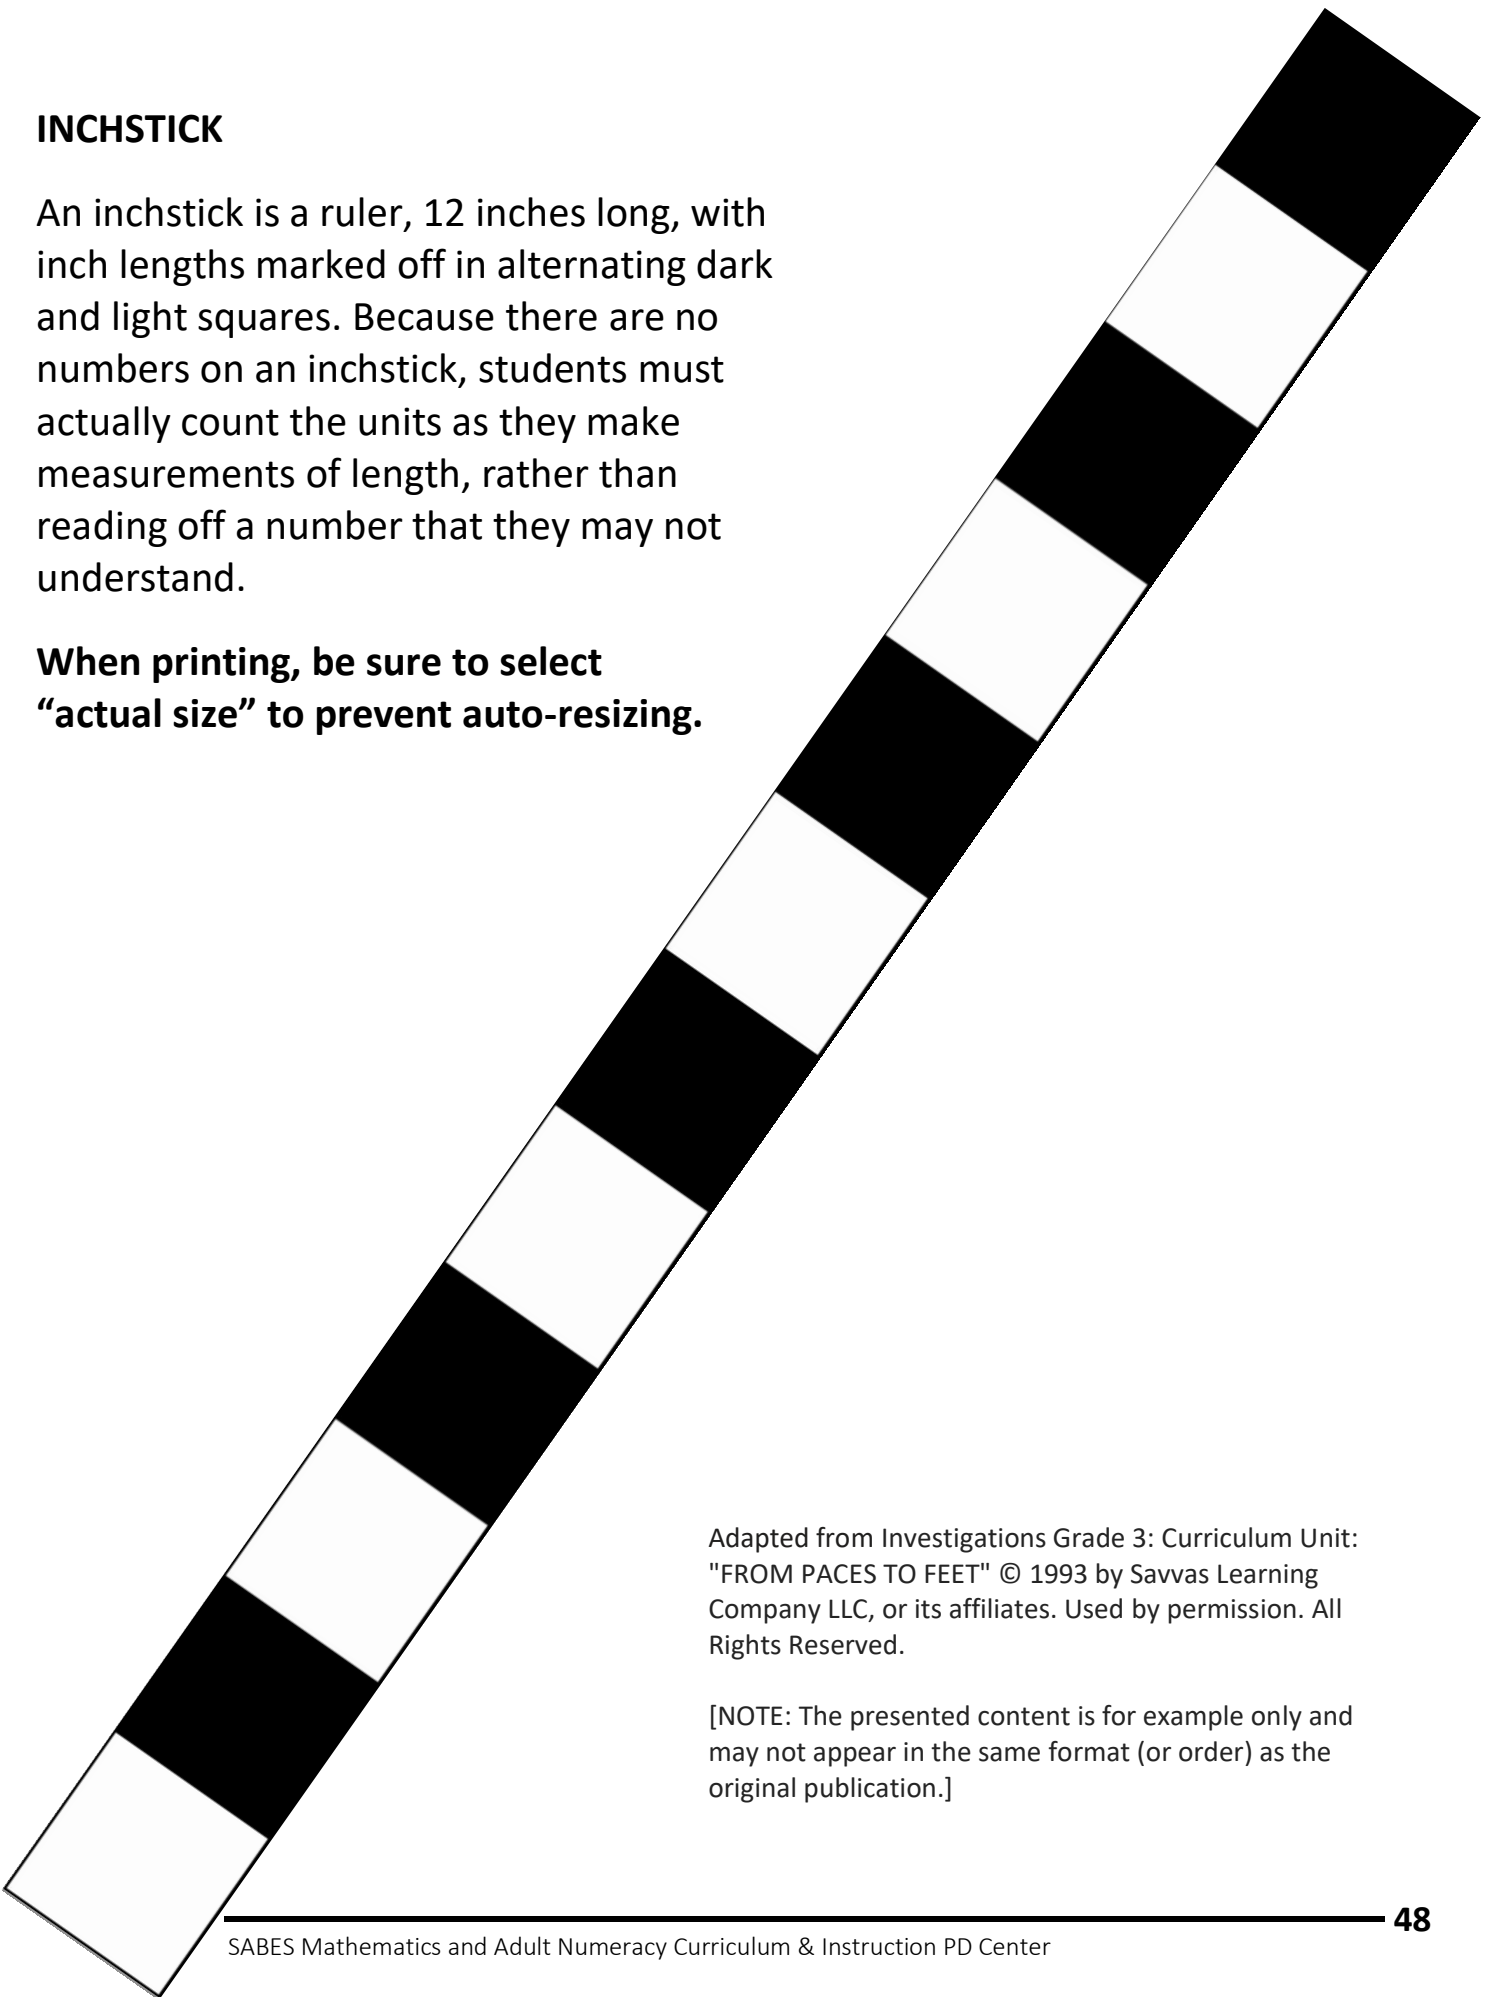 INCHSTICK
An inchstick is a ruler, 12 inches long, with
inch lengths marked off in alternating dark
and light squares. Because there are no
numbers on an inchstick, students must
actually count the units as they make
measurements of length, rather than
reading off a number that they may not
understand.
When printing, be sure to select
“actual size” to prevent auto-resizing.
Adapted from Investigations Grade 3: Curriculum Unit:
"FROM PACES TO FEET" © 1993 by Savvas Learning
Company LLC, or its affiliates. Used by permission. All
Rights Reserved.
[NOTE: The presented content is for example only and
may not appear in the same format (or order) as the
original publication.]
48
SABES Mathematics and Adult Numeracy Curriculum & Instruction PD Center